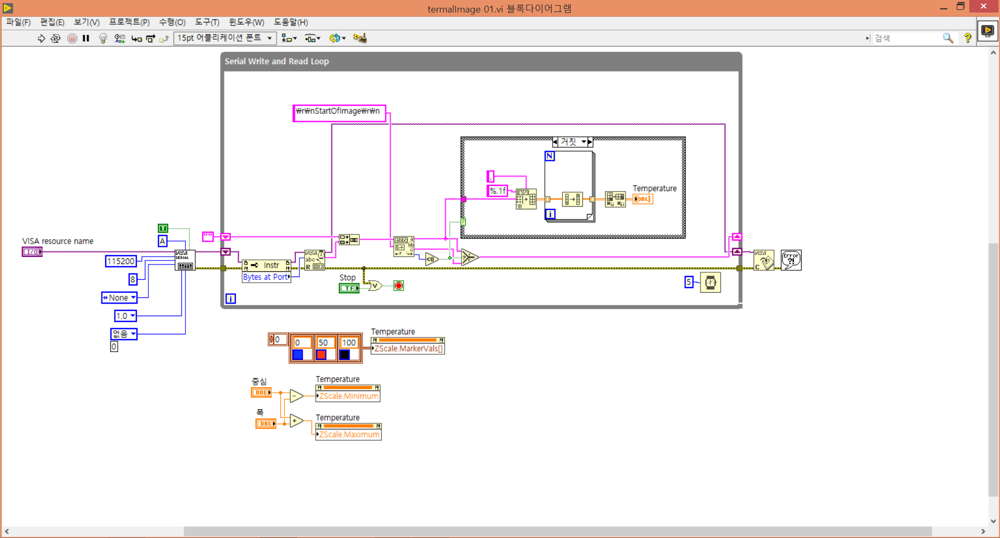 termalImage 01.vi 블록다이어그램
파일(F) 편집(E) 보기(V) 프로젝트(P) 수행(O) 도구(T) 윈도우(W) 도움말(H)
15pt 어플리케이션 폰트
검색
Serial Write and Read Loop
₩r₩nStartOfImage₩r₩n
거짓
N
,
%.1f
Temperature
DBL]
i
T
""
VISA resource name
I/O
A
VISA
SERIAL
115200
8
None
1.0
없음
0
Instr
Bytes at Port
VISA
abc
R
abbc
a
bb
c
b+
<0
?
T
F
?
Stop
TF
V
i
5
VISA
C
Error
?!
0
0 50 100
Temperature
ZScale.MarkerVals[]
중심
DBL
-
Temperature
ZScale.Minimum
폭
DBL
+
Temperature
ZScale.Maximum